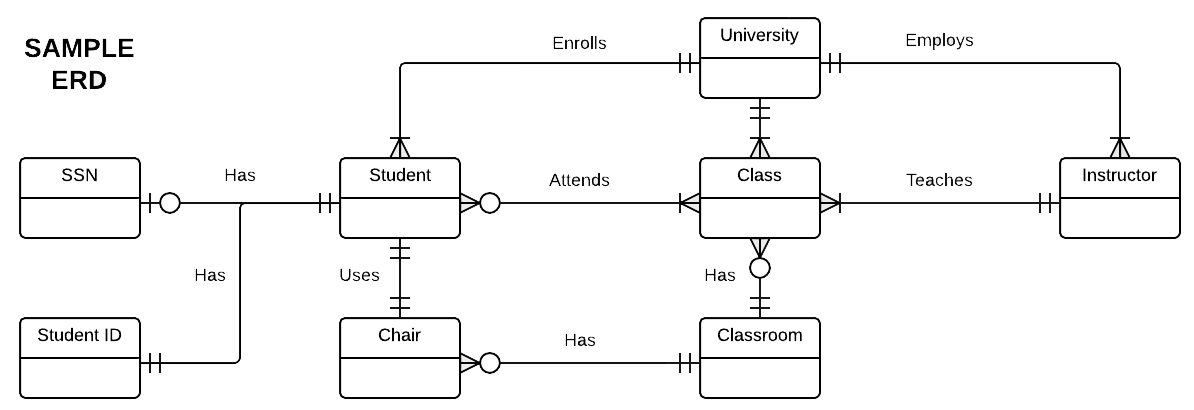 SAMPLE
ERD
University
Enrolls
Employs
SSN
Has
Student
Attends
Class
Teaches
Instructor
Has
Uses
Has
Student ID
Chair
Has
Classroom